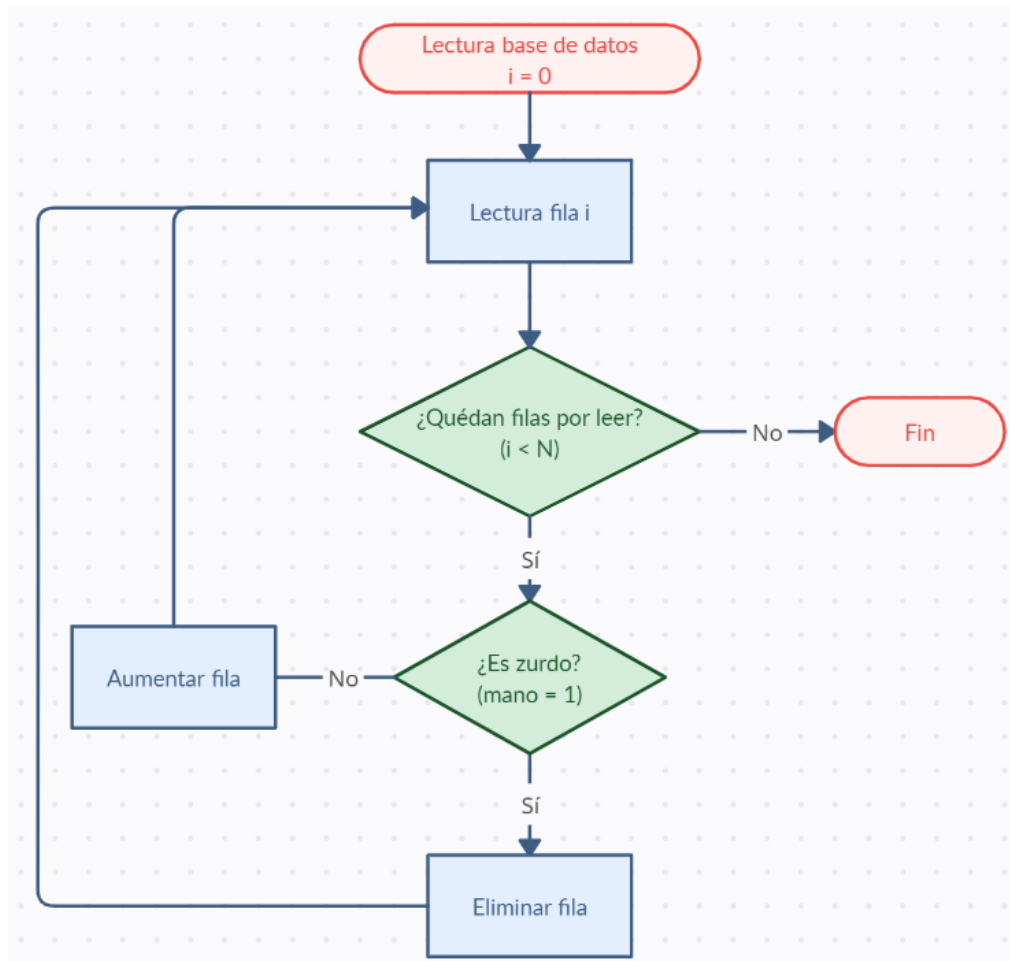 Lectura base de datos
i = 0
Lectura fila i
¿Quédan filas por leer?
(i < N)
No
Fin
Sí
¿Es zurdo?
(mano = 1)
No
Aumentar fila
Sí
Eliminar fila